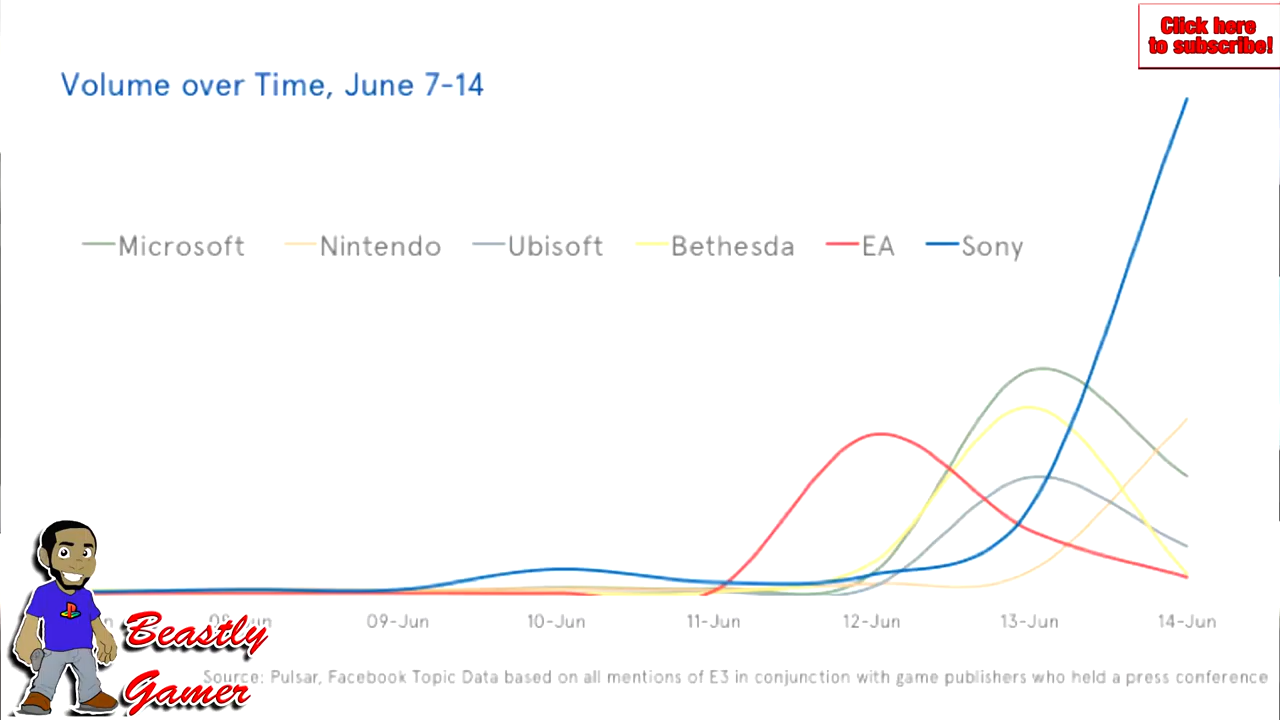 Click here
to subscribe!
Volume over Time, June 7-14
Microsoft Nintendo Ubisoft Bethesda EA Sony
09-Jun 10-Jun 11-Jun 12-Jun 13-Jun 14-Jun
Beastly
Gamer
Source: Pulsar, Facebook Topic Data based on all mentions of E3 in conjunction with game publishers who held a press conference